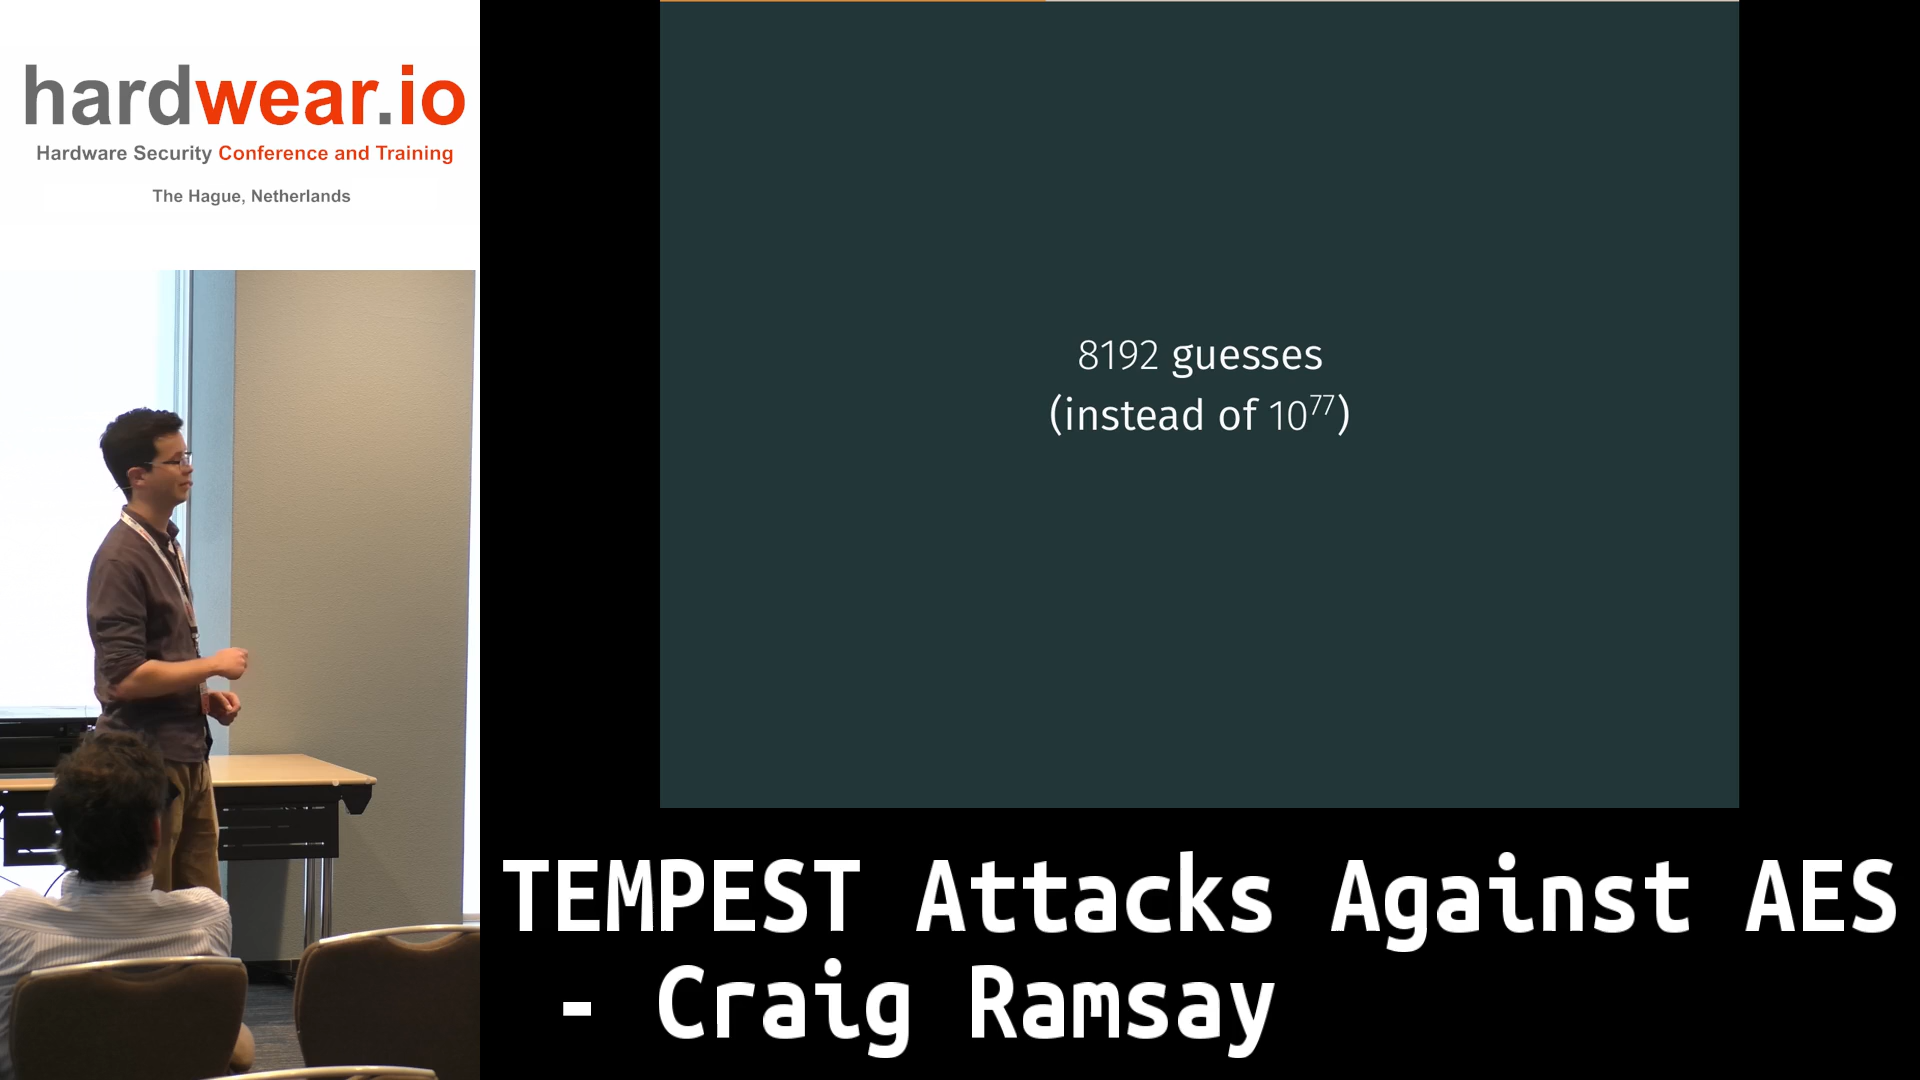 hardwear.io
Hardware Security Conference and Training
The Hague, Netherlands
8192 guesses
(instead of 10⁷⁷)
TEMPEST Attacks Against AES
- Craig Ramsay